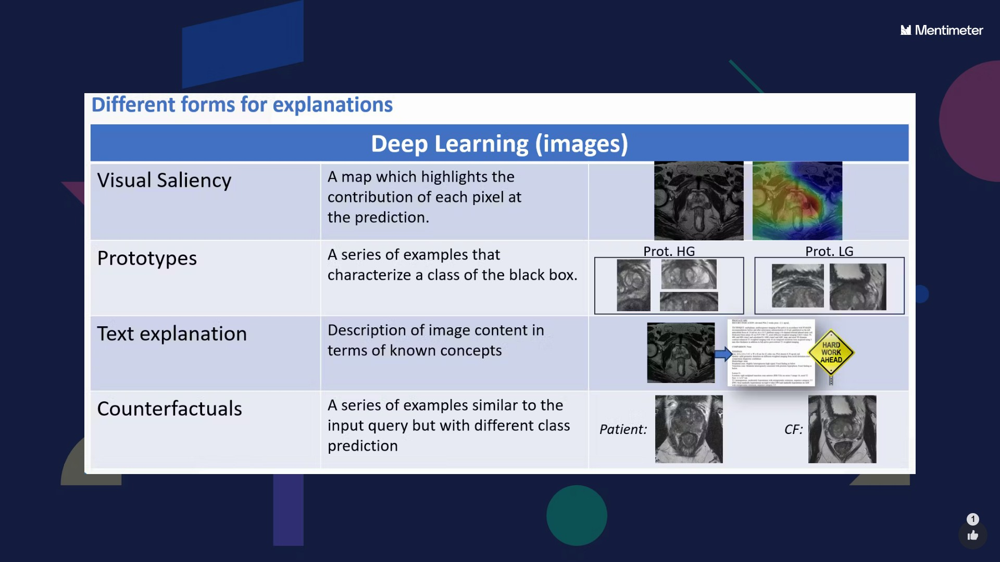 Mentimeter
Different forms for explanations
Deep Learning (images)
Visual Saliency
A map which highlights the
contribution of each pixel at
the prediction.
Prototypes
A series of examples that
characterize a class of the black box.
Prot. HG
Prot. LG
Text explanation
Description of image content in
terms of known concepts
COMPARISON: None
FINDINGS:
HARD
WORK
AHEAD
Counterfactuals
A series of examples similar to the
input query but with different class
prediction
Patient:
CF:
1